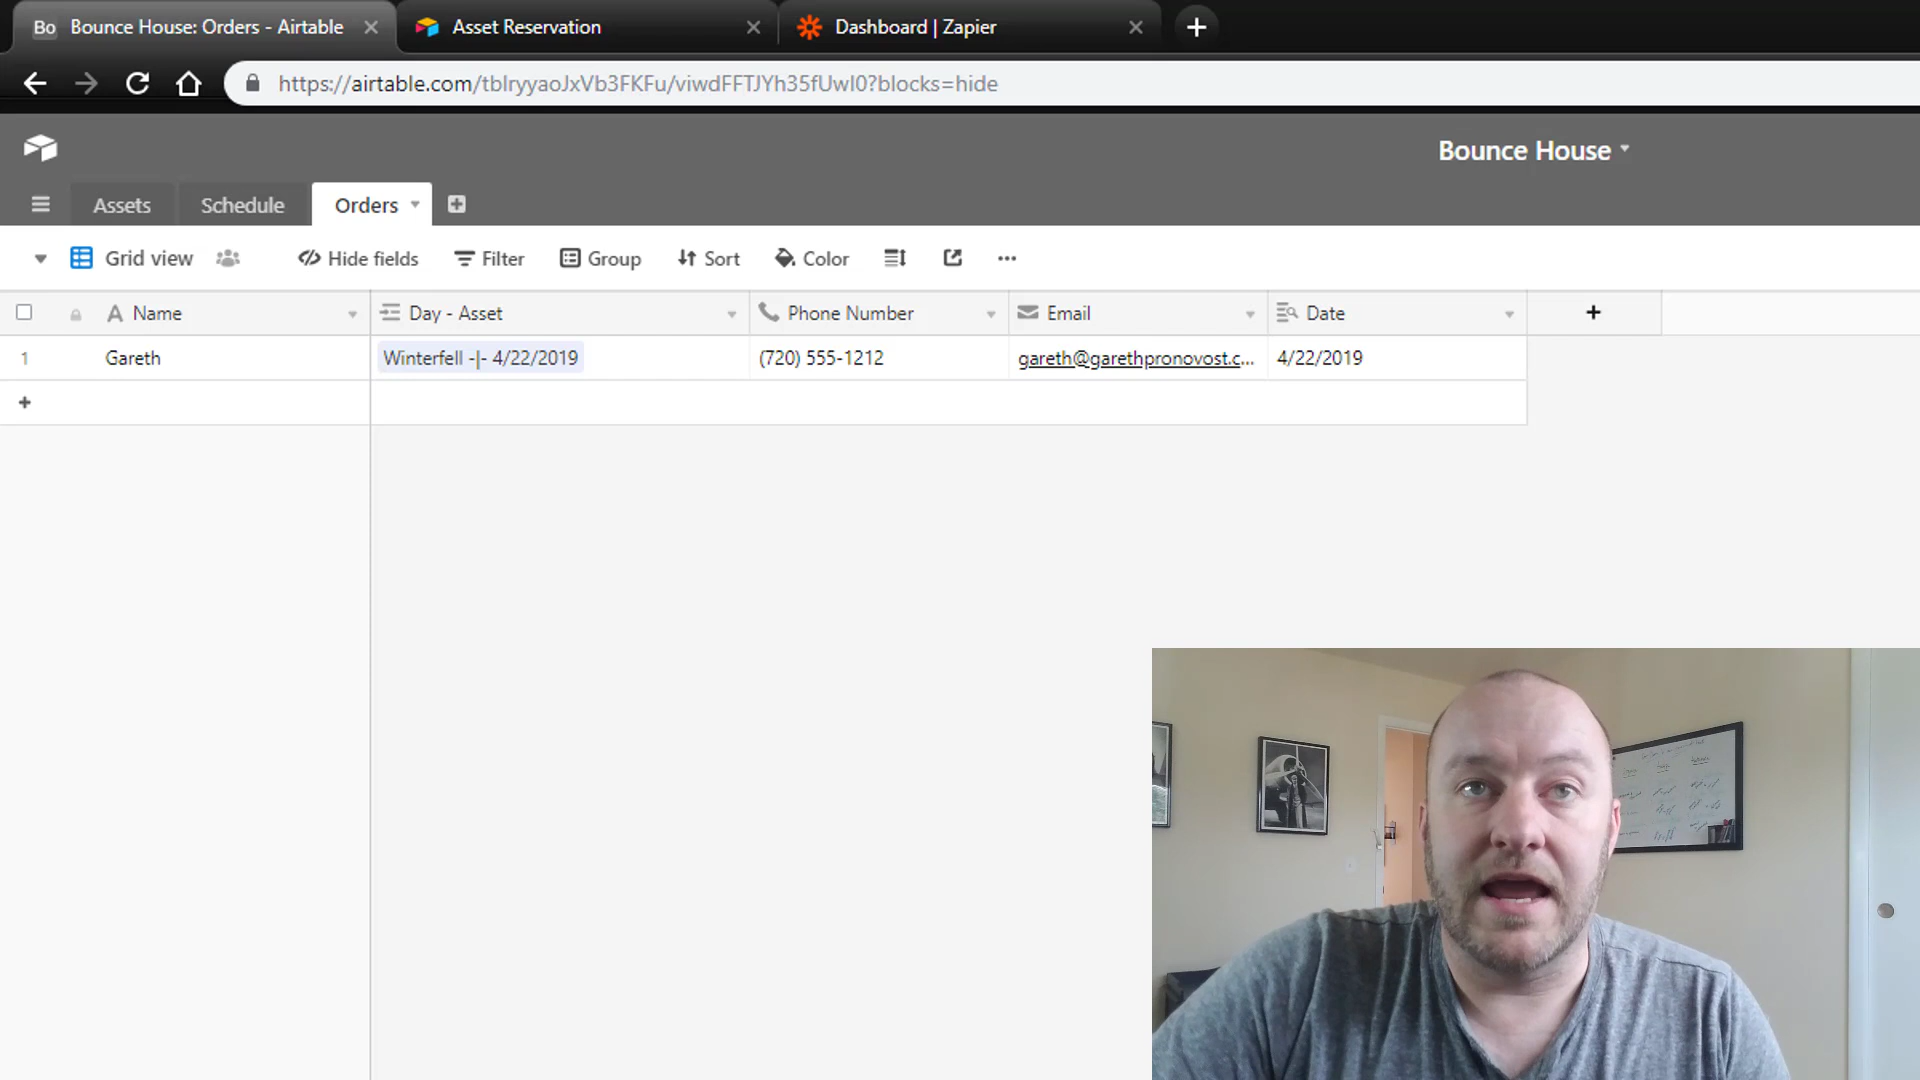 Bo Bounce House: Orders - Airtable
Asset Reservation
Dashboard | Zapier
https://airtable.com/tblryyaoJxVb3FKFu/viwdFFTJYh35fUwI0?blocks=hide
Bounce House
Assets
Schedule
Orders
Grid view
Hide fields
Filter
Group
Sort
Color
Name
Day - Asset
Phone Number
Email
Date
1
Gareth
Winterfell -|- 4/22/2019
(720) 555-1212
gareth@garethpronovost.c...
4/22/2019